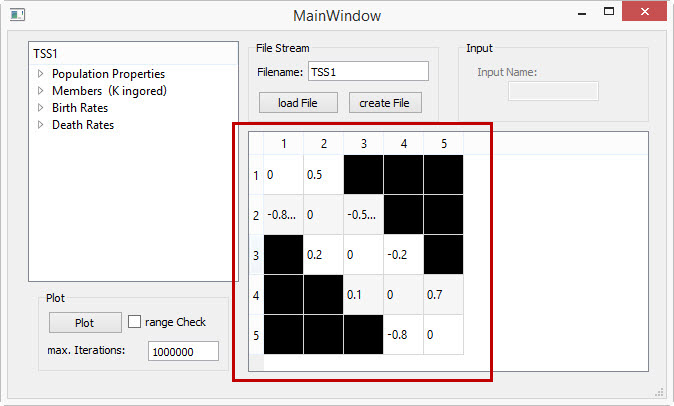 MainWindow
TSS1
Population Properties
Members (K ingored)
Birth Rates
Death Rates
File Stream
Filename: TSS1
load File create File
Input
Input Name:
1 2 3 4 5
1 0 0.5
2 -0.8... 0 -0.5...
3 0.2 0 -0.2
4 0.1 0 0.7
5 -0.8 0
Plot
Plot range Check
max. Iterations: 1000000